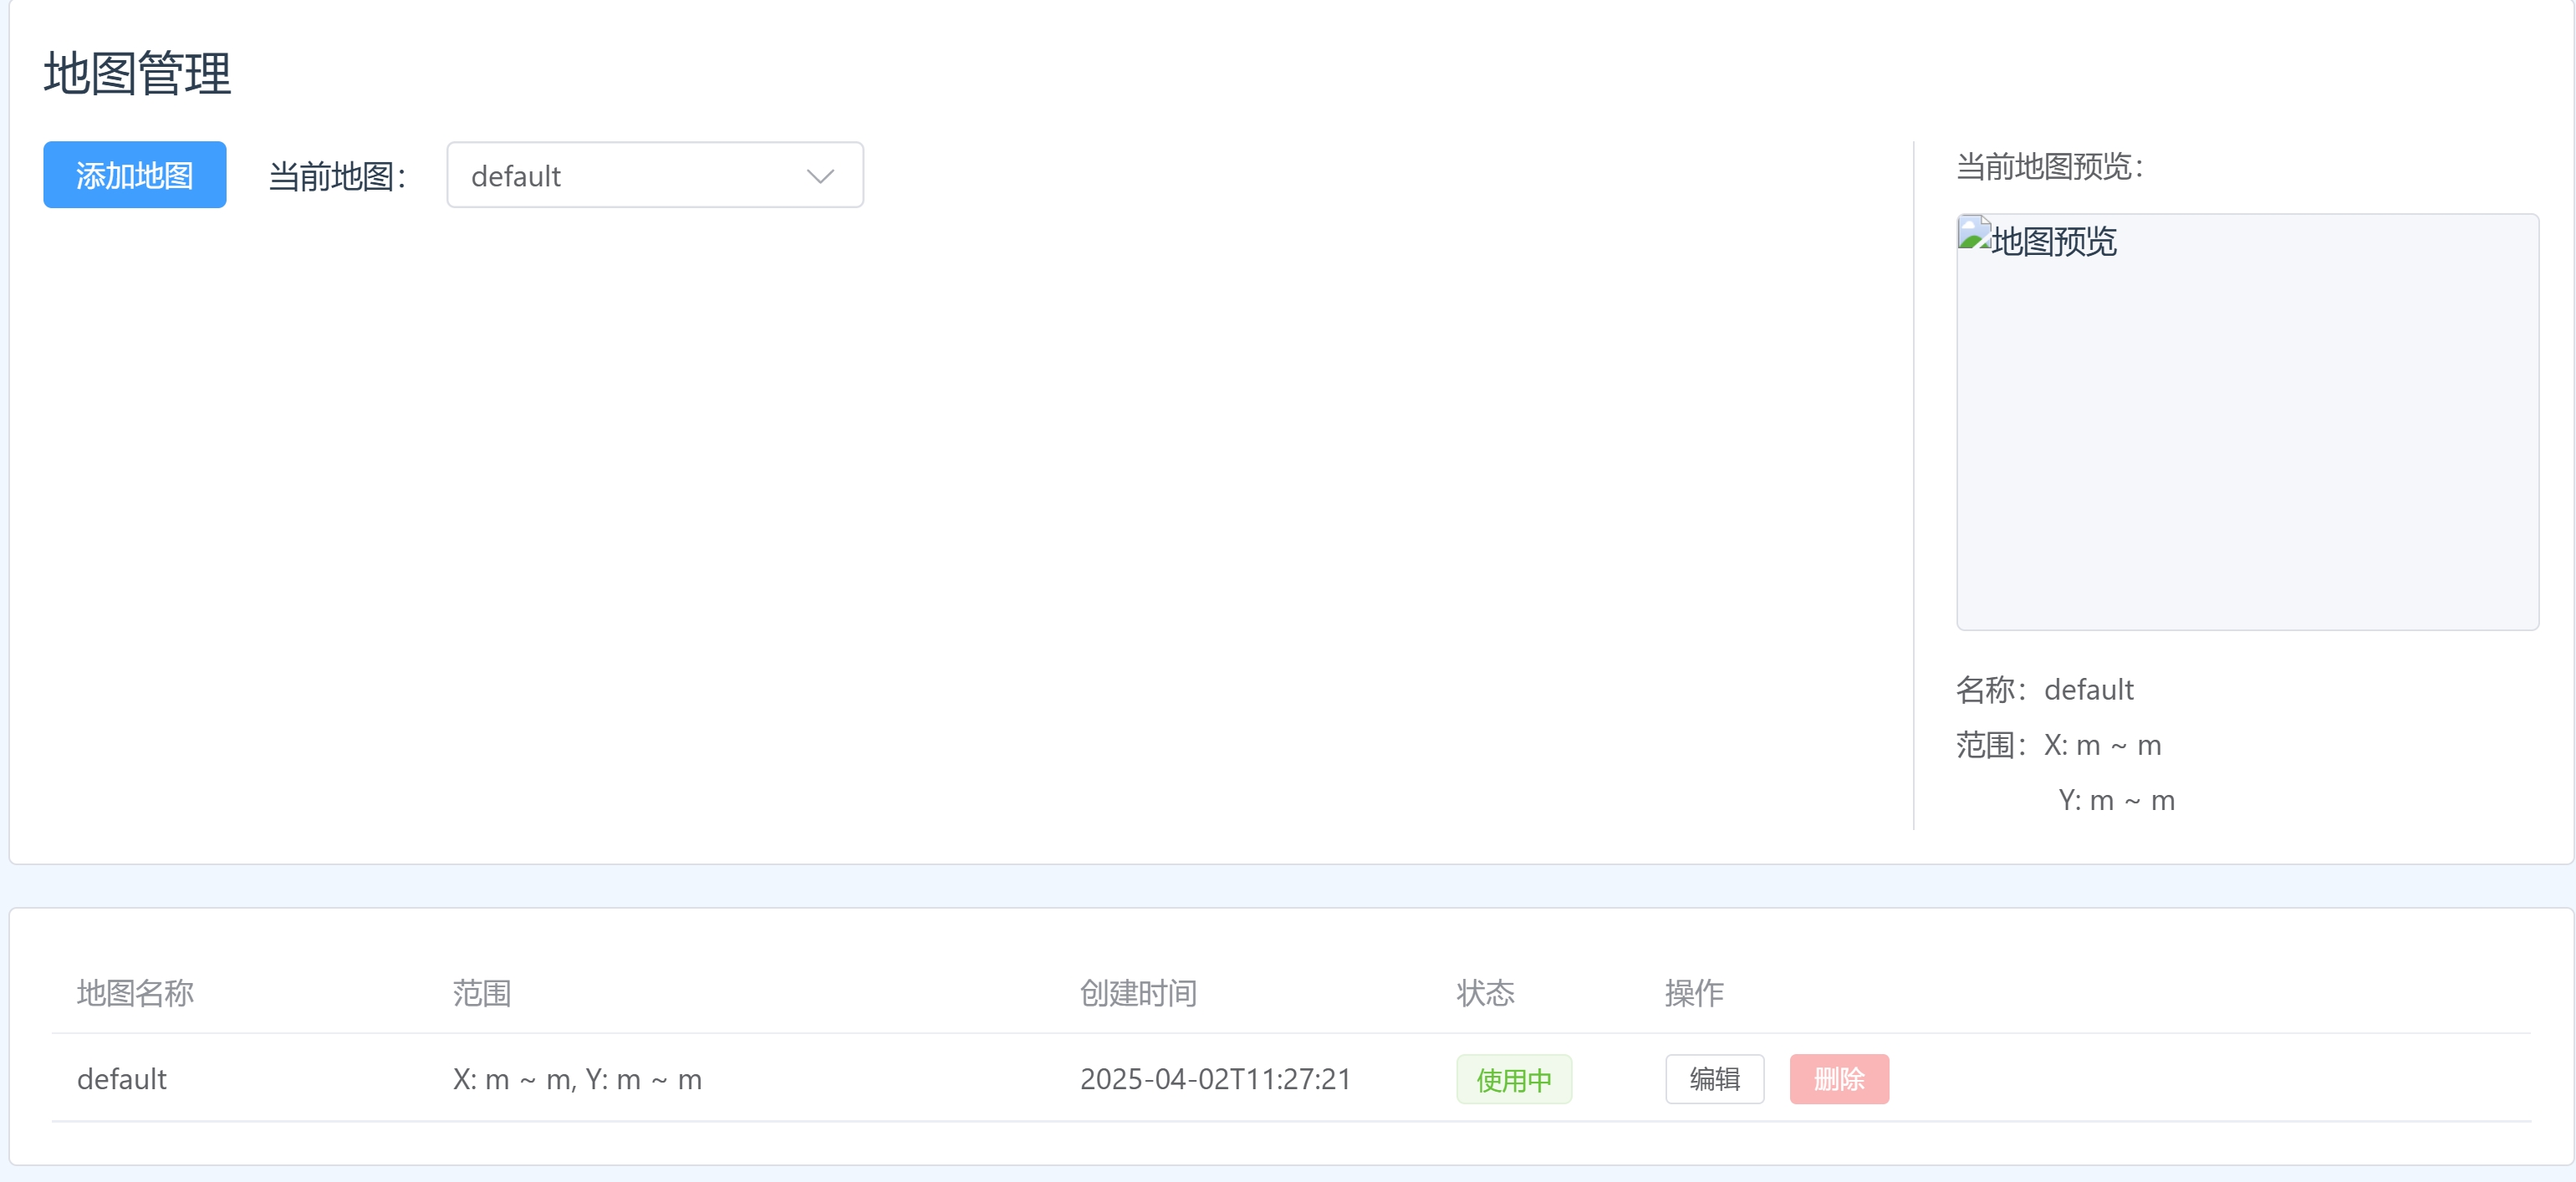 地图管理
添加地图 当前地图： default
当前地图预览：
地图预览
名称：default
范围：X: m ~ m
Y: m ~ m
地图名称 范围 创建时间 状态 操作
default X: m ~ m, Y: m ~ m 2025-04-02T11:27:21 使用中 编辑 删除